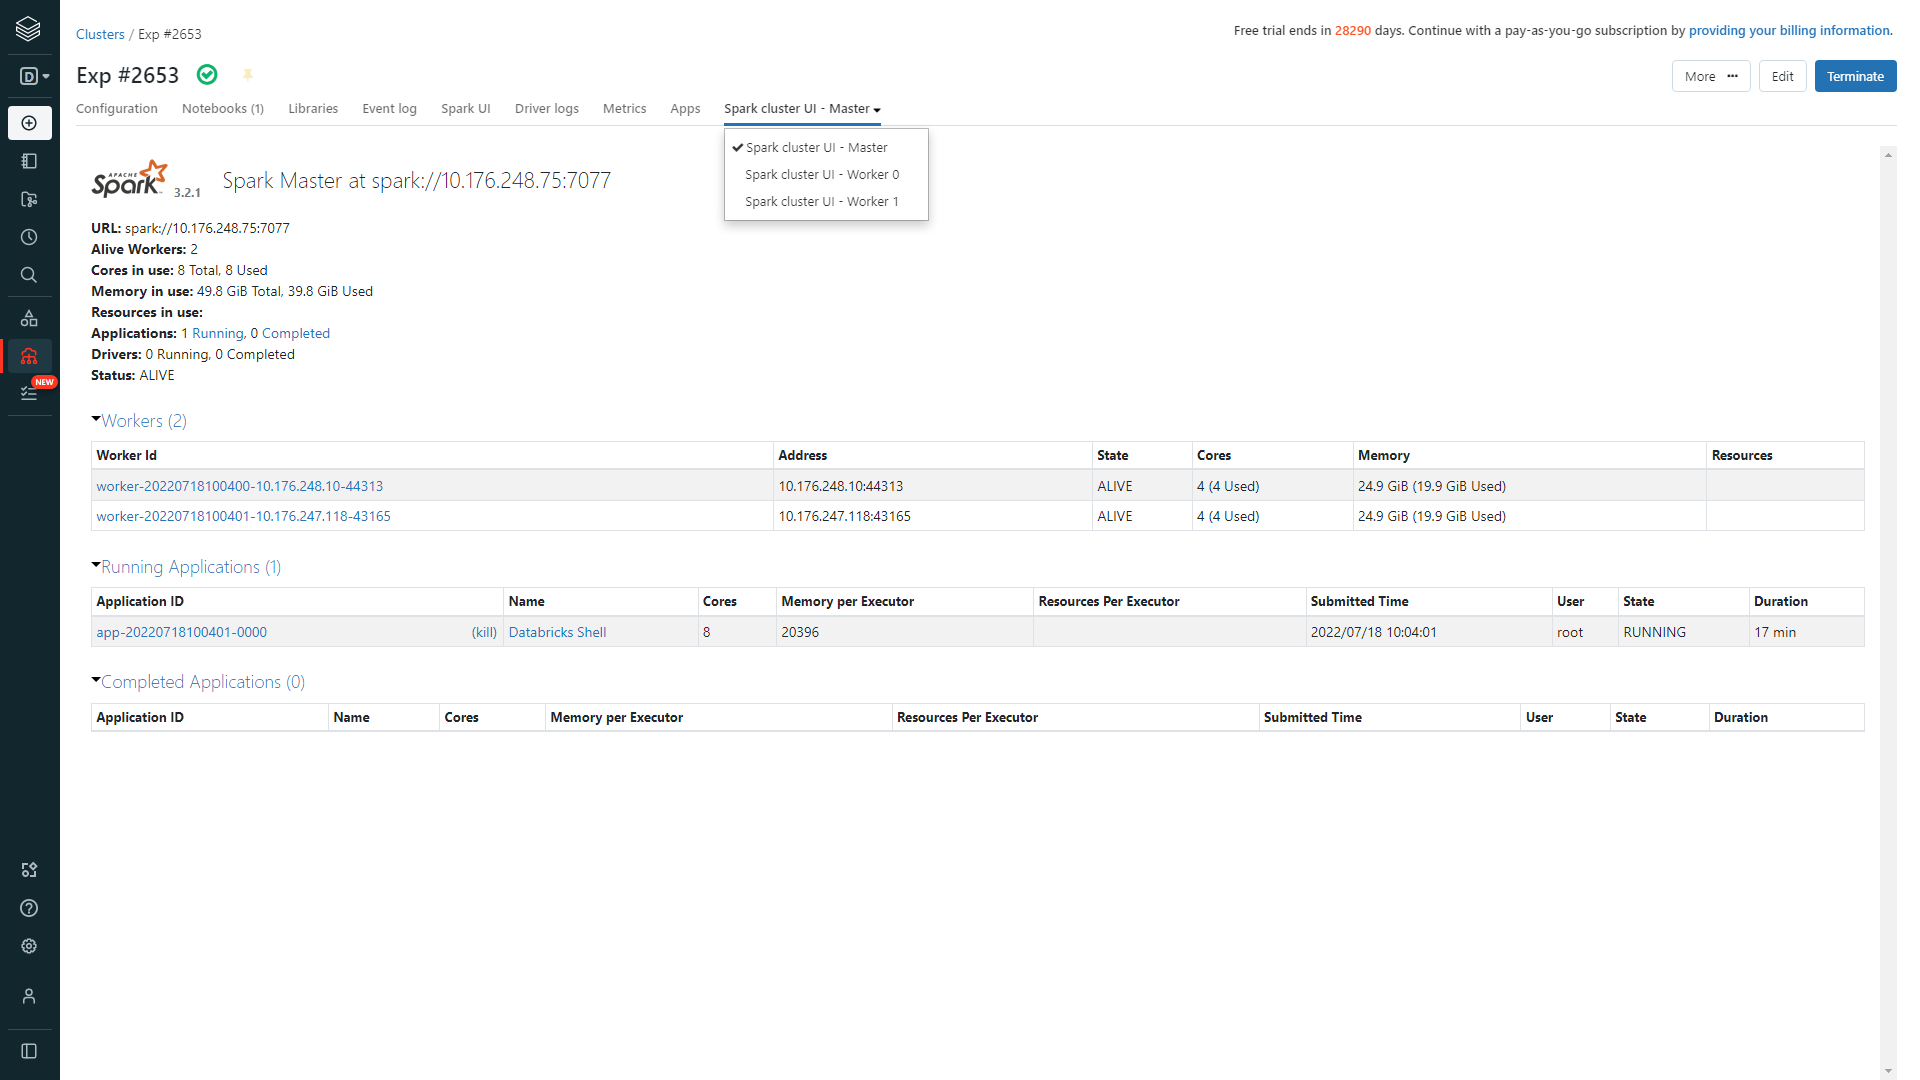 Clusters / Exp #2653
Free trial ends in 28290 days. Continue with a pay-as-you-go subscription by providing your billing information.
D
Exp #2653
More ··· Edit Terminate
Configuration Notebooks (1) Libraries Event log Spark UI Driver logs Metrics Apps Spark cluster UI - Master
Spark cluster UI - Master
Spark cluster UI - Worker 0
Spark cluster UI - Worker 1
APACHE Spark™ 3.2.1 Spark Master at spark://10.176.248.75:7077
URL: spark://10.176.248.75:7077
Alive Workers: 2
Cores in use: 8 Total, 8 Used
Memory in use: 49.8 GiB Total, 39.8 GiB Used
Resources in use:
Applications: 1 Running, 0 Completed
Drivers: 0 Running, 0 Completed
Status: ALIVE
NEW
Workers (2)
Worker Id Address State Cores Memory Resources
worker-20220718100400-10.176.248.10-44313 10.176.248.10:44313 ALIVE 4 (4 Used) 24.9 GiB (19.9 GiB Used)
worker-20220718100401-10.176.247.118-43165 10.176.247.118:43165 ALIVE 4 (4 Used) 24.9 GiB (19.9 GiB Used)
Running Applications (1)
Application ID Name Cores Memory per Executor Resources Per Executor Submitted Time User State Duration
app-20220718100401-0000 (kill) Databricks Shell 8 20396 2022/07/18 10:04:01 root RUNNING 17 min
Completed Applications (0)
Application ID Name Cores Memory per Executor Resources Per Executor Submitted Time User State Duration